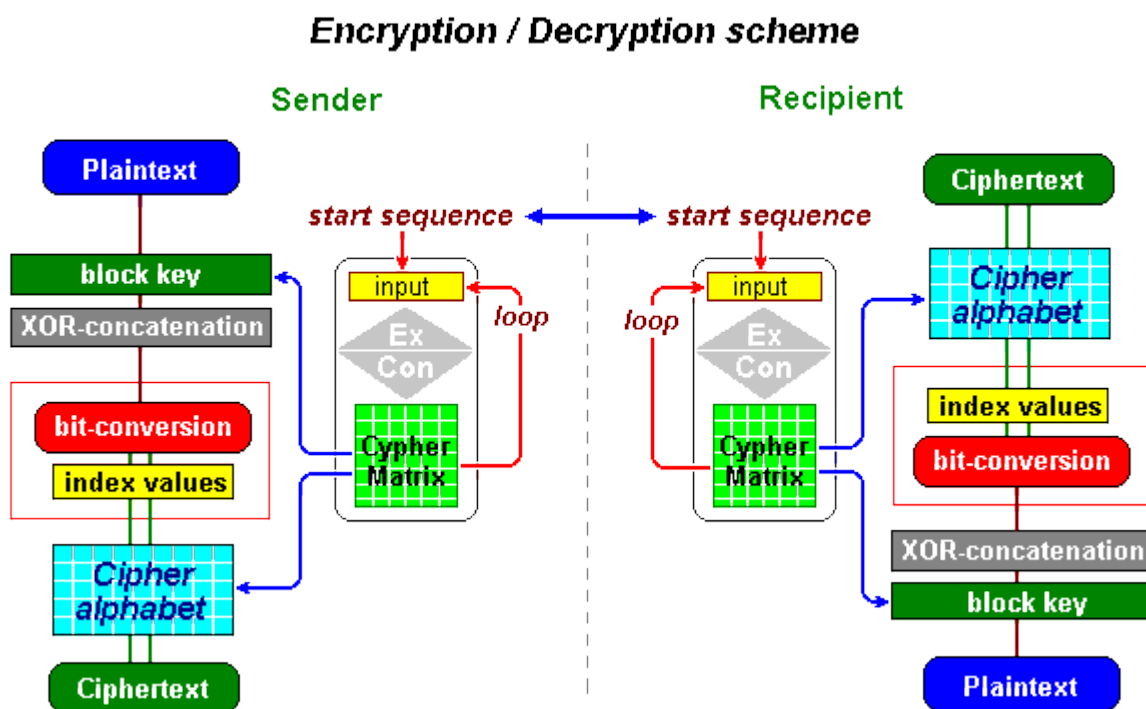 Encryption / Decryption scheme
Sender
Recipient
Plaintext
block key
XOR-concatenation
bit-conversion
index values
Cipher
alphabet
Ciphertext
start sequence
input
loop
Ex
Con
Cypher
Matrix
start sequence
input
loop
Ex
Con
Cypher
Matrix
Ciphertext
Cipher
alphabet
index values
bit-conversion
XOR-concatenation
block key
Plaintext